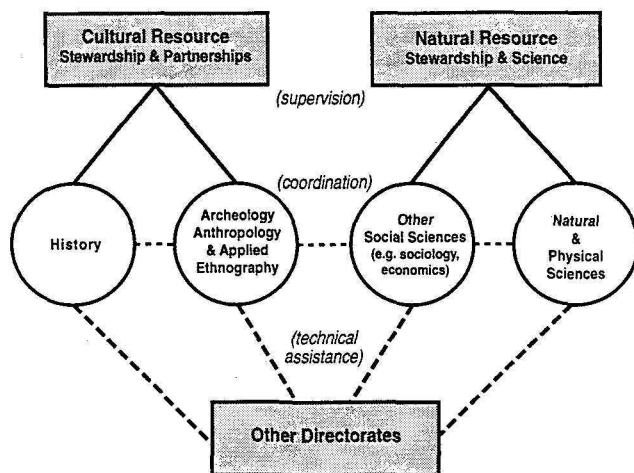 Cultural Resource
Stewardship & Partnerships
Natural Resource
Stewardship & Science
(supervision)
(coordination)
History
Archeology
Anthropology
& Applied
Ethnography
Other
Social Sciences
(e.g. sociology,
economics)
Natural
&
Physical
Sciences
(technical
assistance)
Other Directorates